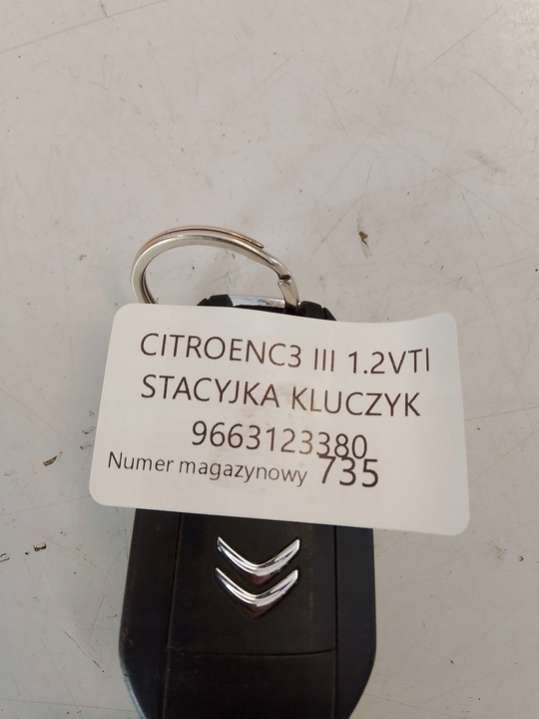 CITROENC3 III 1.2VTI
STACYJKA KLUCZYK
9663123380
Numer magazynowy 735